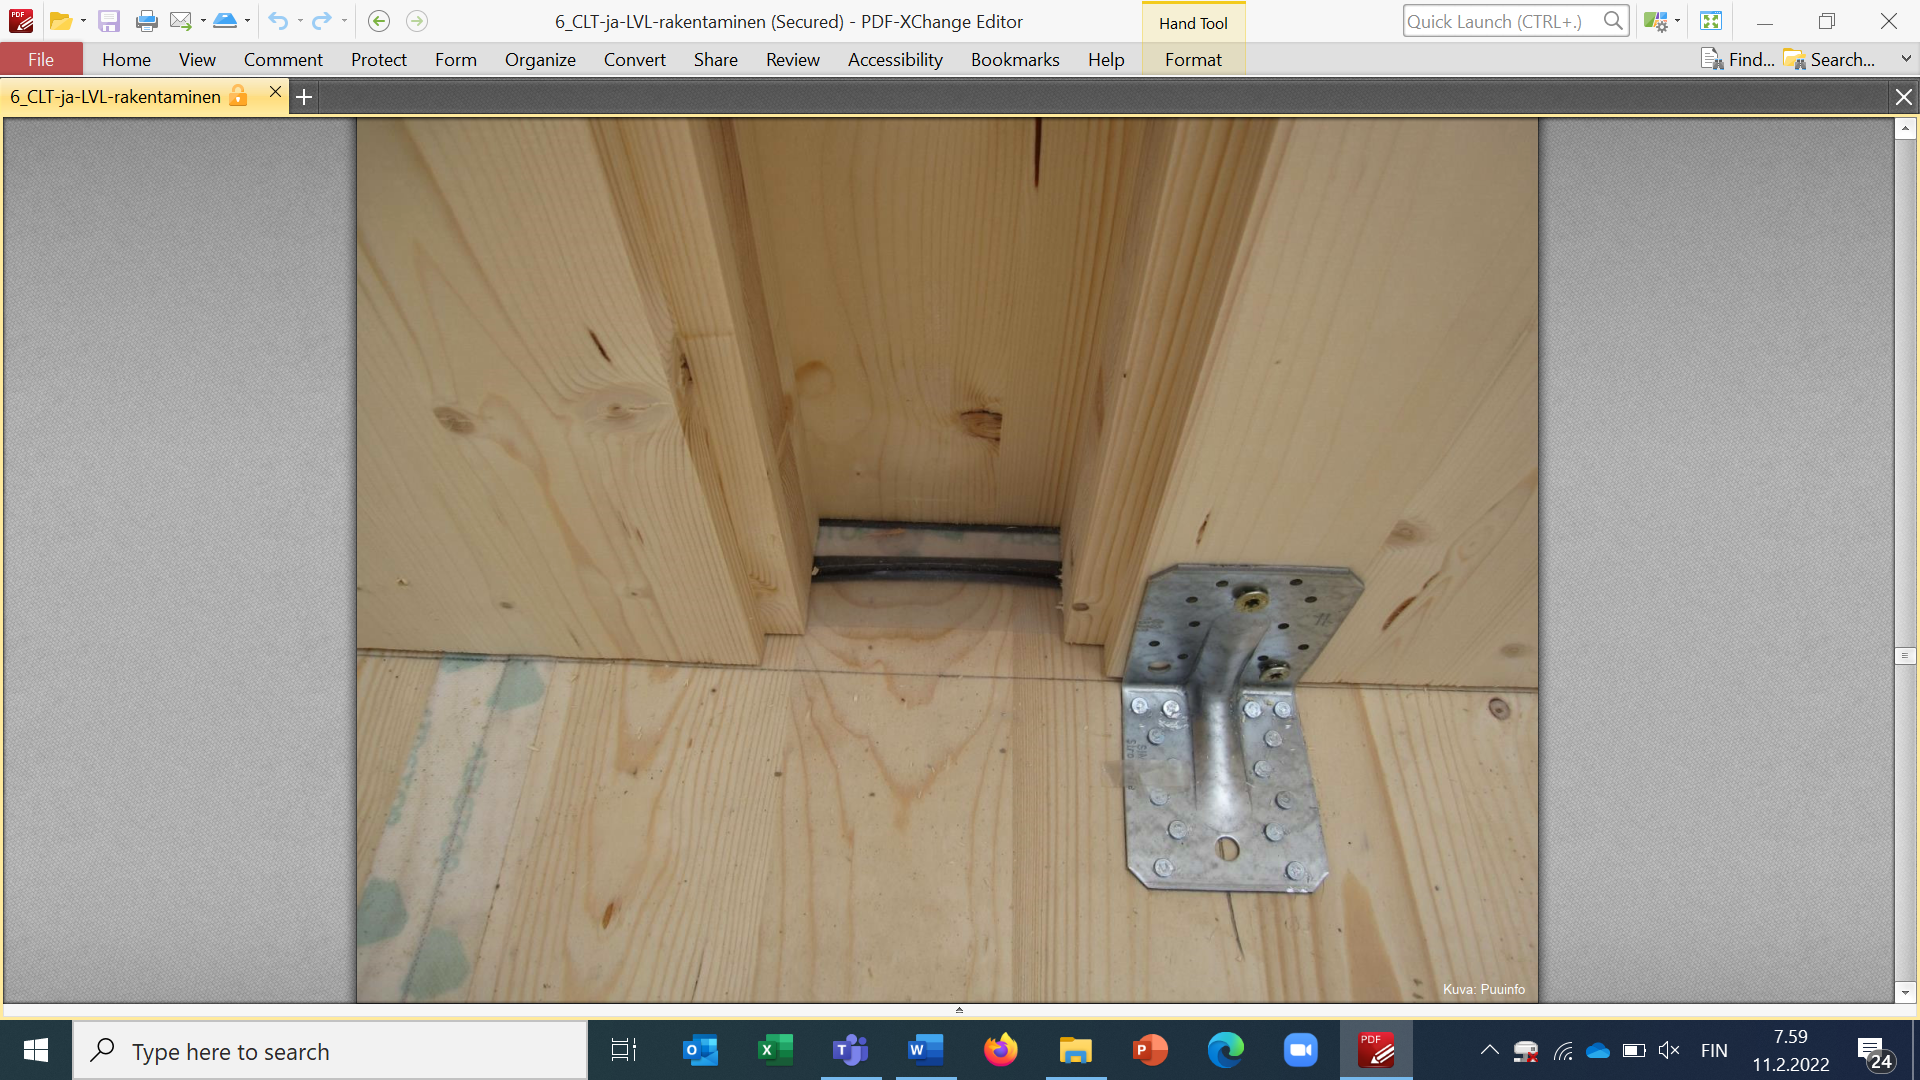 6_CLT-ja-LVL-rakentaminen (Secured) - PDF-XChange Editor
Hand Tool
Quick Launch (CTRL+.)
File
Home
View
Comment
Protect
Form
Organize
Convert
Share
Review
Accessibility
Bookmarks
Help
Format
Find...
Search...
6_CLT-ja-LVL-rakentaminen
Kuva: Puuinfo
Type here to search
FIN
7.59
11.2.2022
24